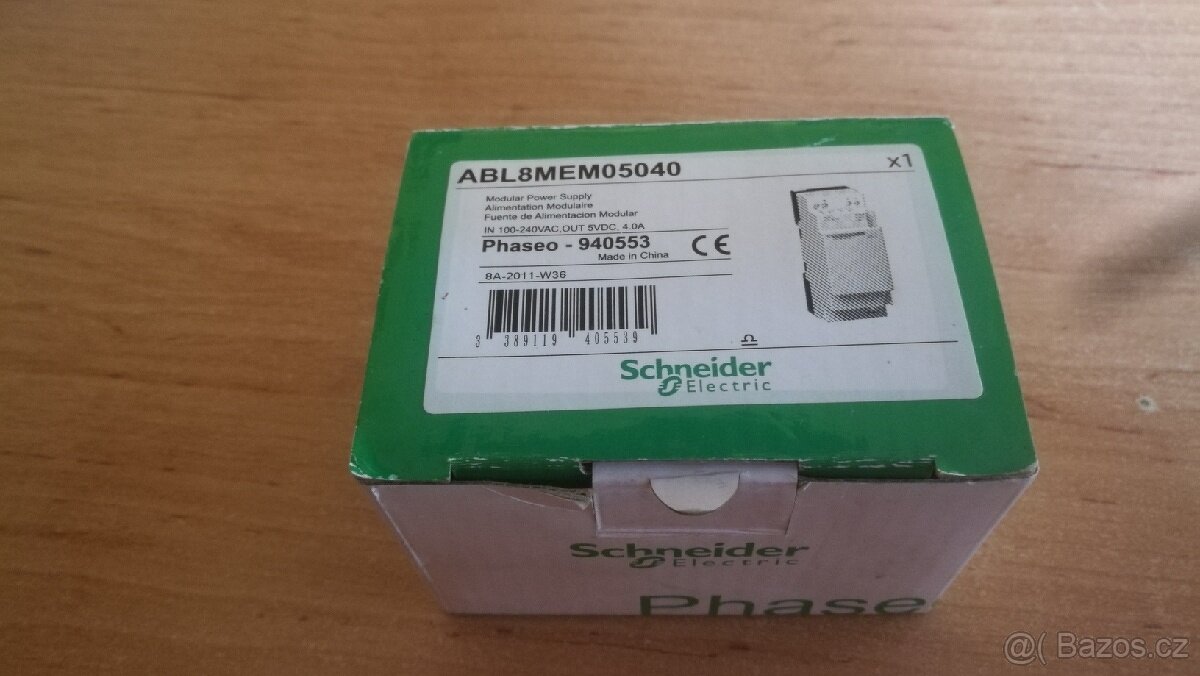 ABL8MEM05040
x1
Modular Power Supply
Alimentation Modulaire
Fuente de Alimentacion Modular
IN 100-240VAC,OUT 5VDC, 4.0A
Phaseo - 940553
CE
Made in China
8A-2011-W36
3 389119 405539
Schneider
Electric
Schneider
Electric
Phase
@( Bazos.cz